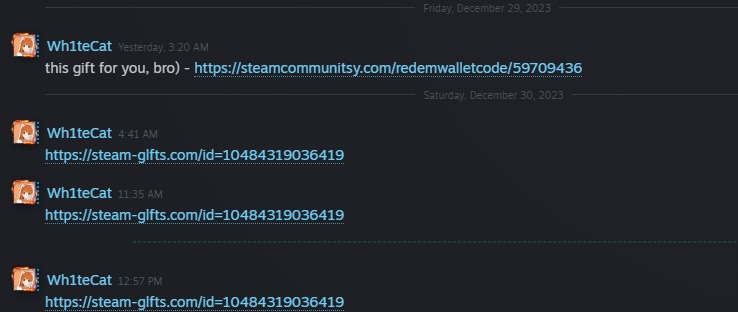 Friday, December 29, 2023
Wh1teCat Yesterday, 3:20 AM
this gift for you, bro) - https://steamcommunitsy.com/redemwalletcode/59709436
Saturday, December 30, 2023
Wh1teCat 4:41 AM
https://steam-glfts.com/id=10484319036419
Wh1teCat 11:35 AM
https://steam-glfts.com/id=10484319036419
Wh1teCat 12:57 PM
https://steam-glfts.com/id=10484319036419